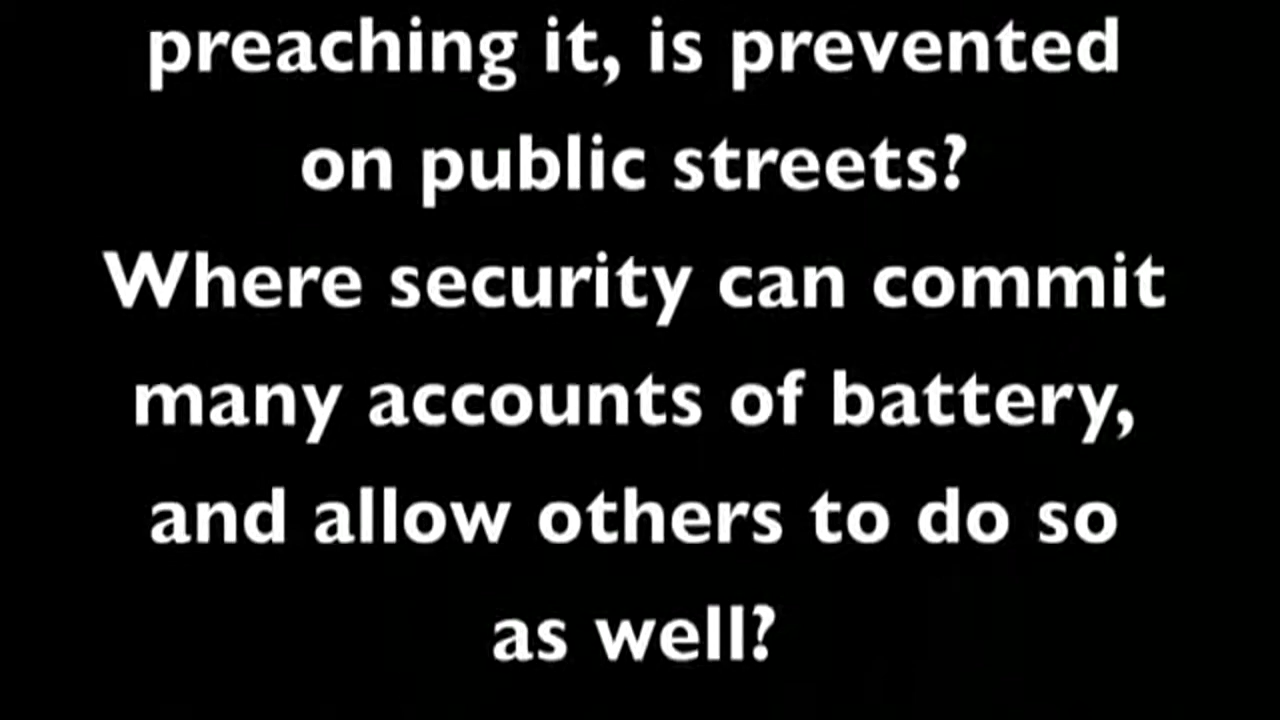 preaching it, is prevented
on public streets?
Where security can commit
many accounts of battery,
and allow others to do so
as well?